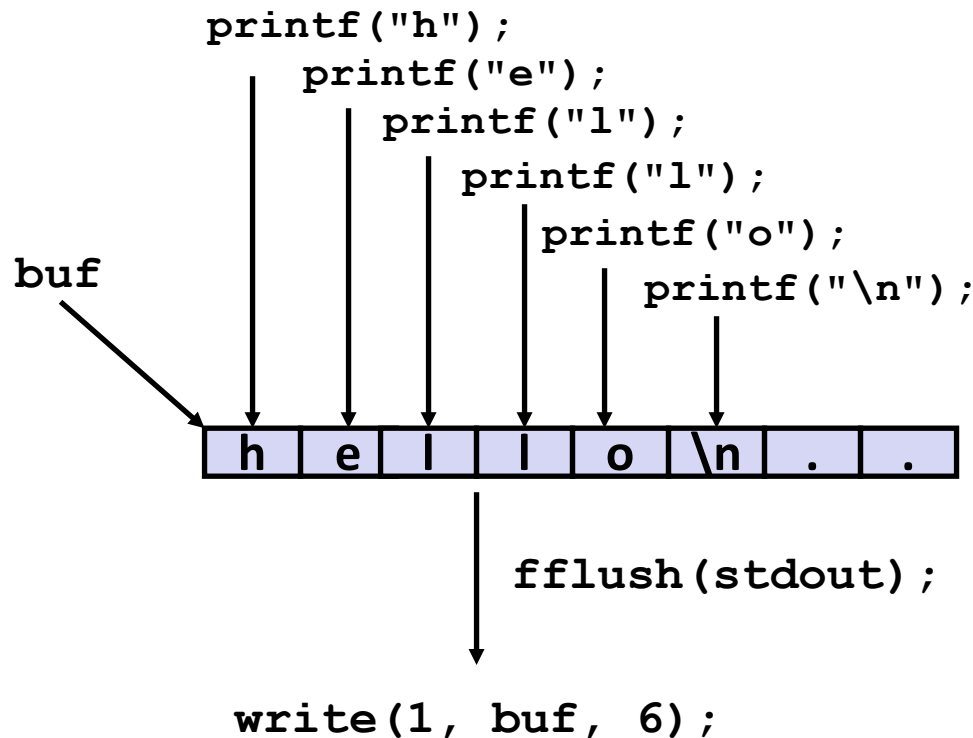 printf("h");
printf("e");
printf("l");
printf("l");
printf("o");
buf
printf("\n");
h e l l o \n . .
fflush(stdout);
write(1, buf, 6);